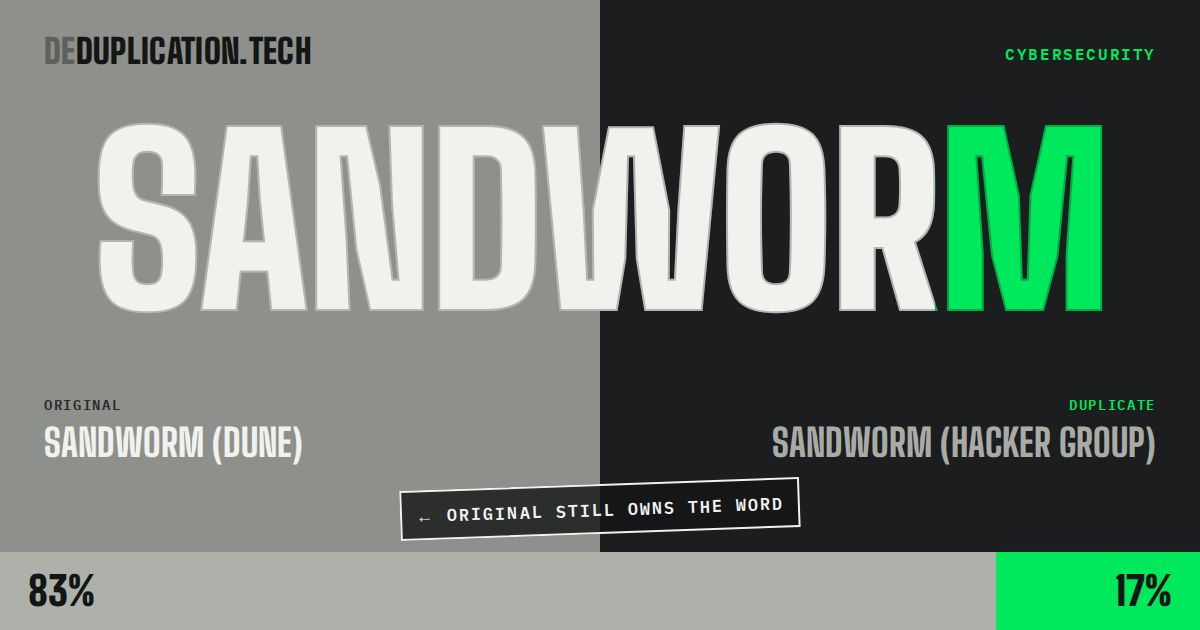 DEDUPLICATION.TECH
CYBERSECURITY
SANDWORM
ORIGINAL
SANDWORM (DUNE)
DUPLICATE
SANDWORM (HACKER GROUP)
← ORIGINAL STILL OWNS THE WORD
83%
17%